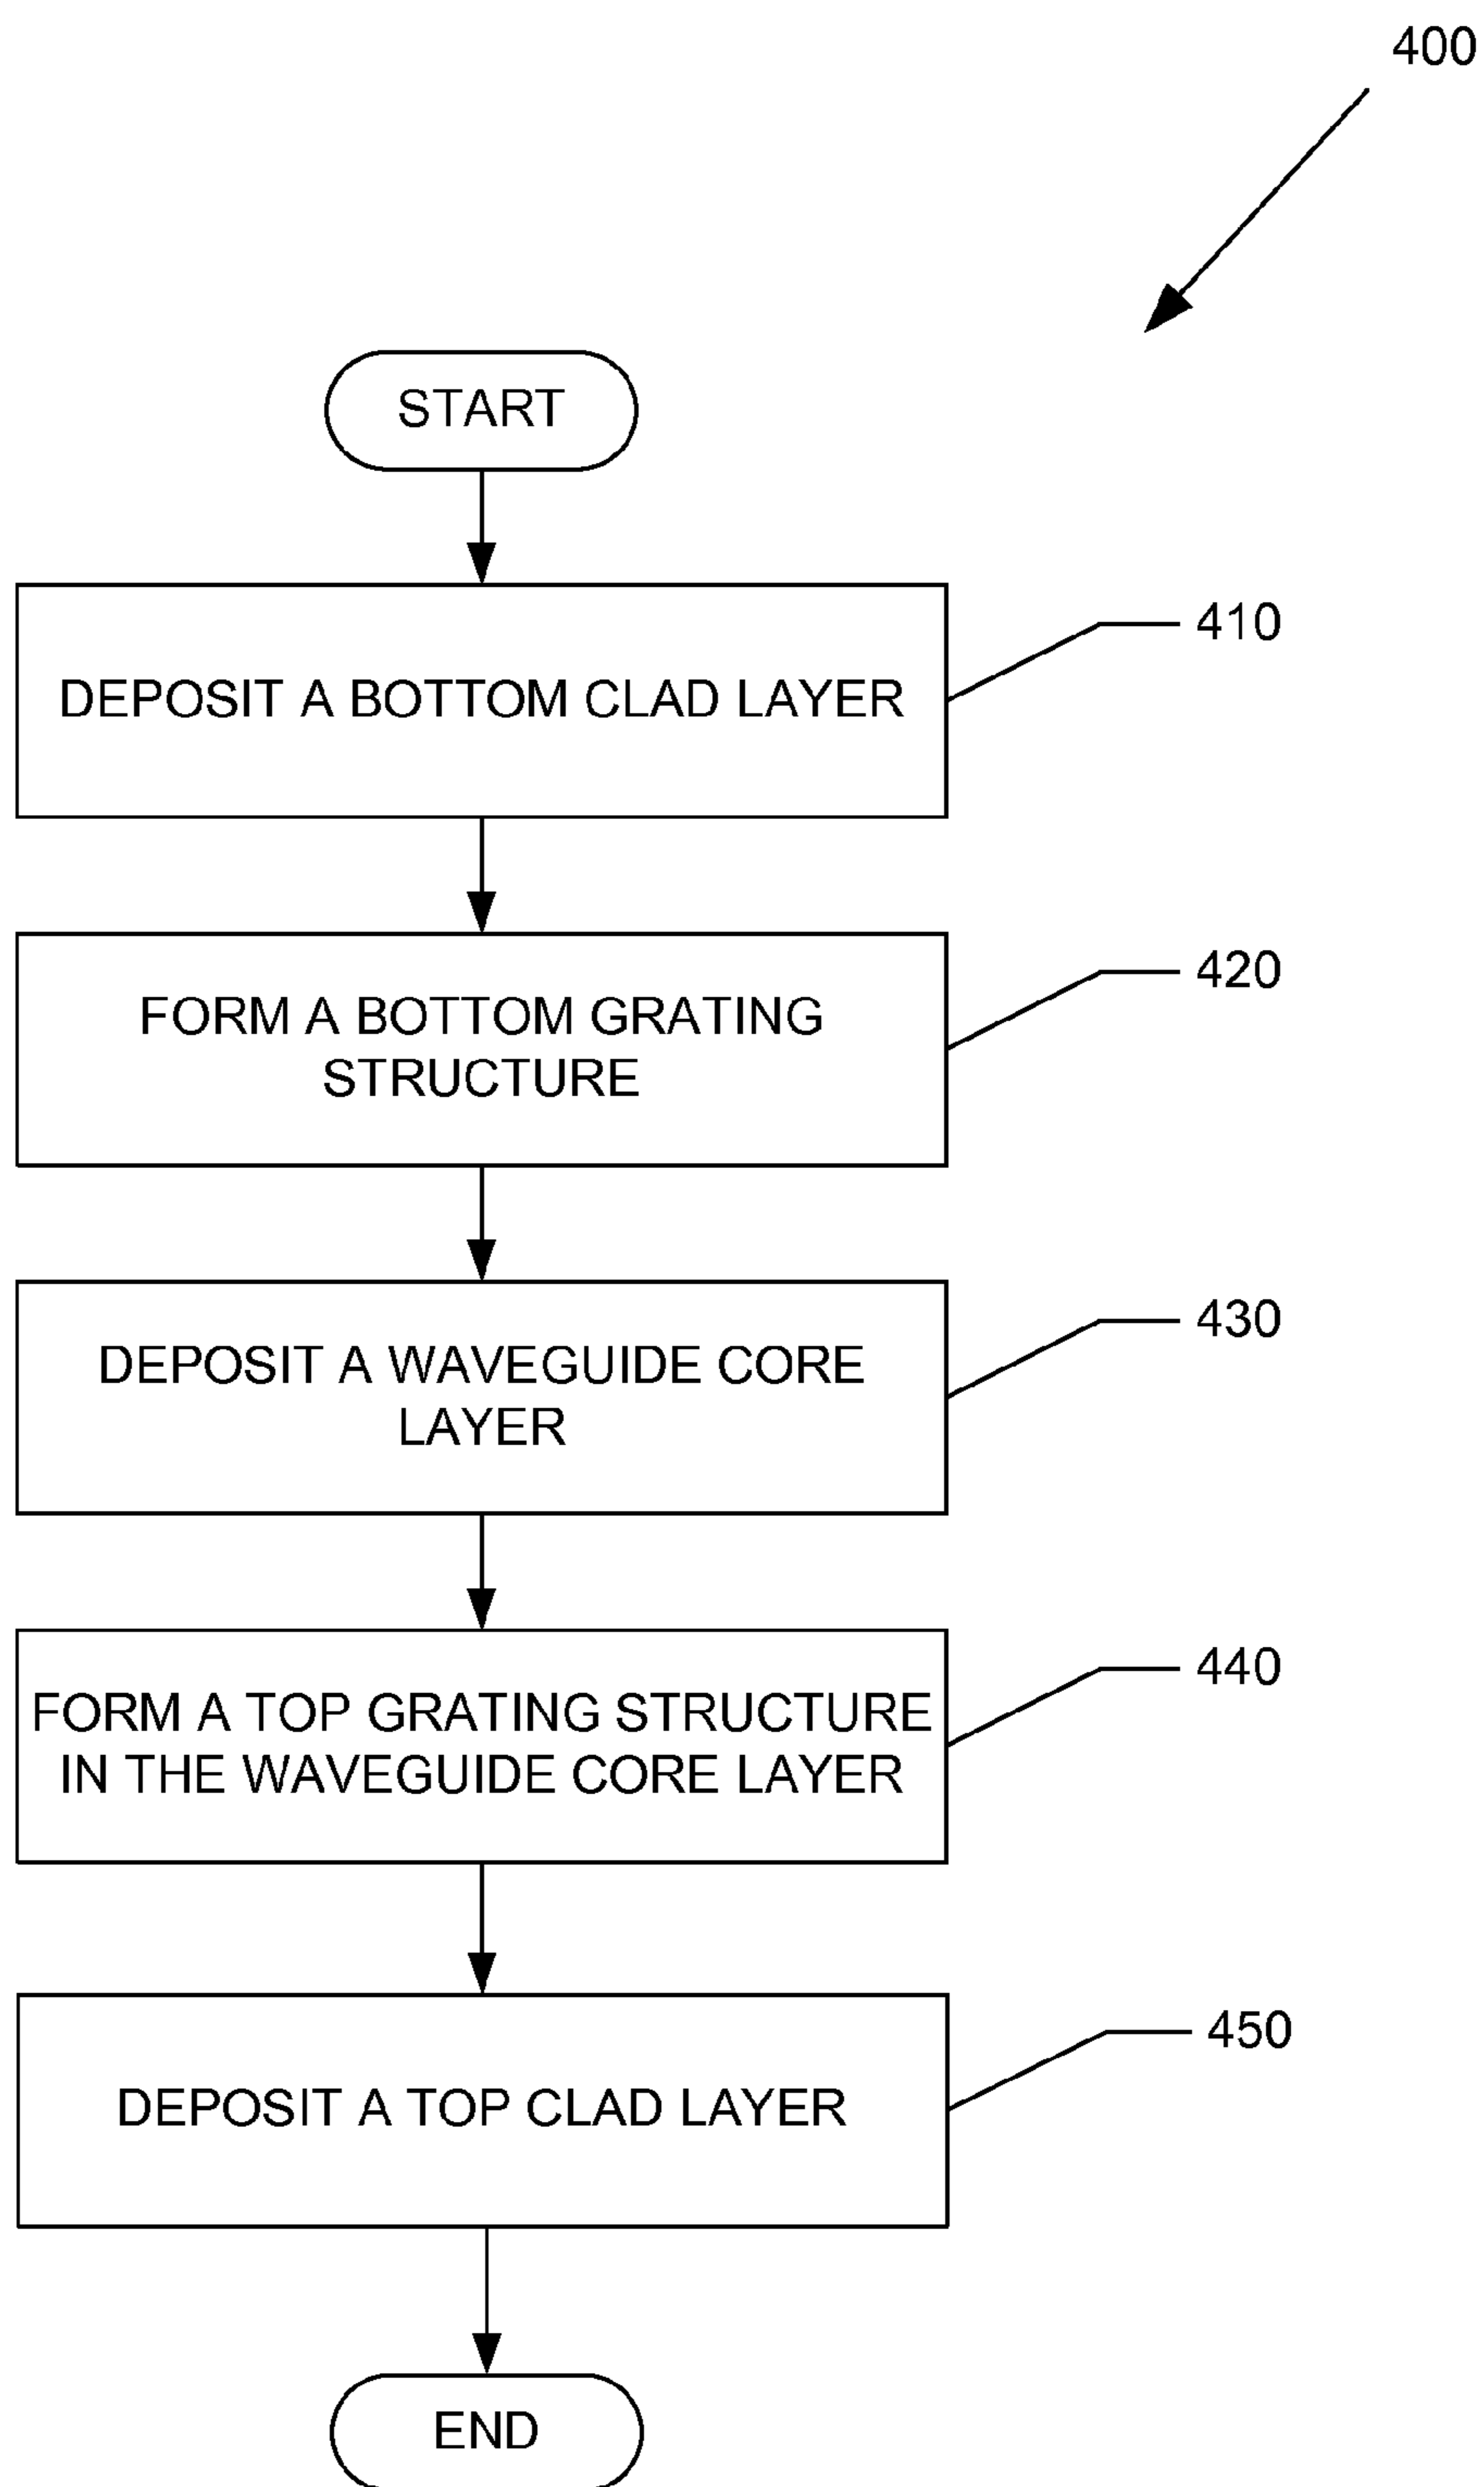 400
START
DEPOSIT A BOTTOM CLAD LAYER
410
FORM A BOTTOM GRATING
STRUCTURE
420
DEPOSIT A WAVEGUIDE CORE
LAYER
430
FORM A TOP GRATING STRUCTURE
IN THE WAVEGUIDE CORE LAYER
440
DEPOSIT A TOP CLAD LAYER
450
END